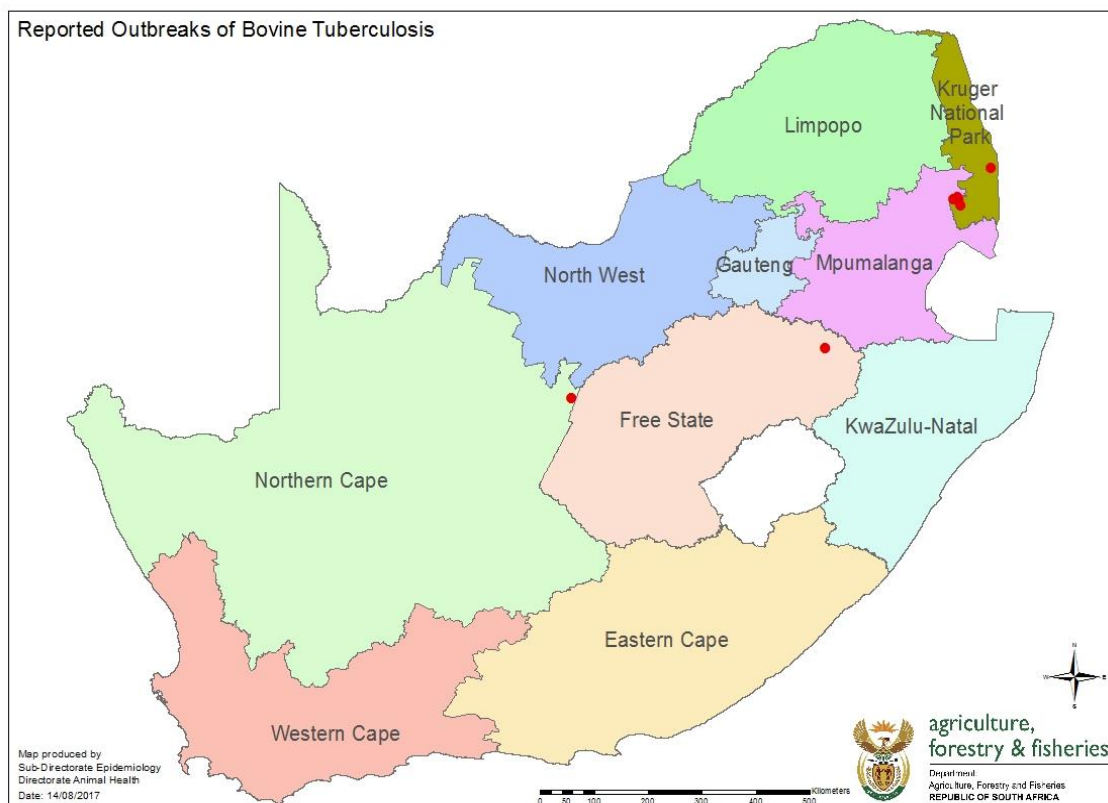 Reported Outbreaks of Bovine Tuberculosis
Kruger
National
Park
Limpopo
North West
Gauteng
Mpumalanga
Free State
KwaZulu-Natal
Northern Cape
Eastern Cape
Western Cape
N
W E
S
Map produced by
Sub-Directorate Epidemiology
Directorate Animal Health
Date: 14/08/2017
Kilometers
0 50 100 200 300 400 500
agriculture,
forestry & fisheries
Department:
Agriculture, Forestry and Fisheries
REPUBLIC OF SOUTH AFRICA